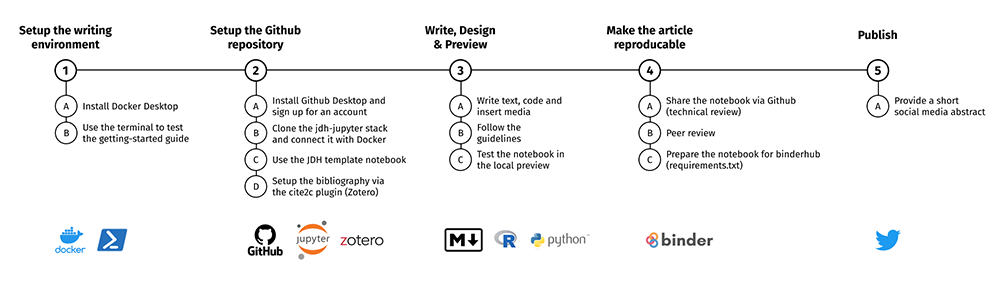 Setup the writing
environment
Setup the Github
repository
Write, Design
& Preview
Make the article
reproducable
Publish
1
2
3
4
5
A
Install Docker Desktop
B
Use the terminal to test
the getting-started guide
A
Install Github Desktop and
sign up for an account
B
Clone the jdh-jupyter stack
and connect it with Docker
C
Use the JDH template notebook
D
Setup the bibliography via
the cite2c plugin (Zotero)
A
Write text, code and
insert media
B
Follow the
guidelines
C
Test the notebook in
the local preview
A
Share the notebook via Github
(technical review)
B
Peer review
C
Prepare the notebook for binderhub
(requirements.txt)
A
Provide a short
social media abstract
docker
GitHub
jupyter
zotero
M
R
python™
binder